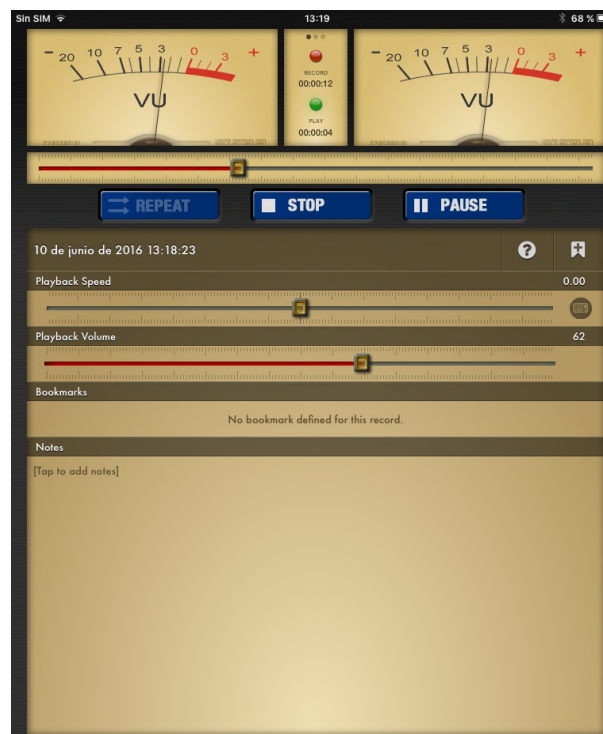 Sin SIM 13:19 68 %
- 20 10 7 5 3 0 3 +
VU
RECORD
00:00:12
PLAY
00:00:04
- 20 10 7 5 3 0 3 +
VU
REPEAT STOP PAUSE
10 de junio de 2016 13:18:23 ?
Playback Speed 0.00
Playback Volume 62
Bookmarks
No bookmark defined for this record.
Notes
[Tap to add notes]